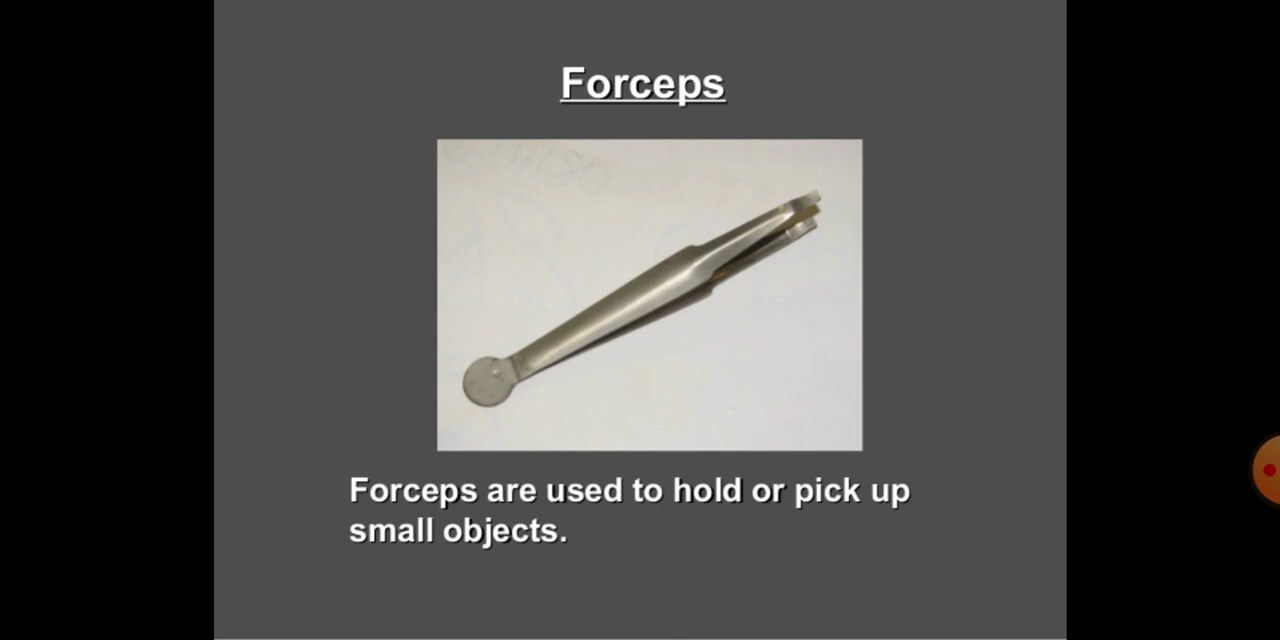 Forceps
Forceps are used to hold or pick up
small objects.